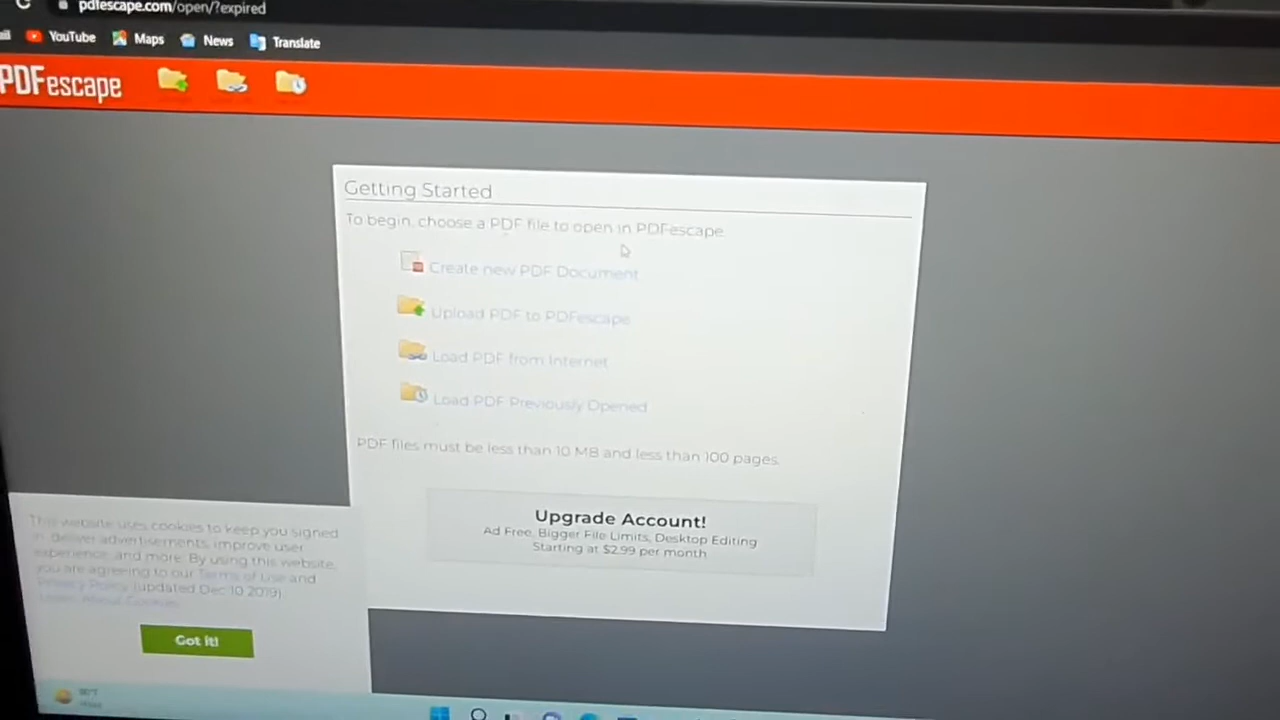 pdfescape.com/open/?expired
YouTube Maps News Translate
PDFescape
Getting Started
To begin, choose a PDF file to open in PDFescape.
Create new PDF Document
Upload PDF to PDFescape
Load PDF from Internet
Load PDF Previously Opened
PDF files must be less than 10 MB and less than 100 pages.
Upgrade Account!
Ad Free, Bigger File Limits, Desktop Editing
Starting at $2.99 per month
This website uses cookies to keep you signed
in, deliver advertisements, improve user
experience, and more. By using this website,
you are agreeing to our Terms of Use and
Privacy Policy (updated Dec 10 2019).
Learn About Cookies
Got it!